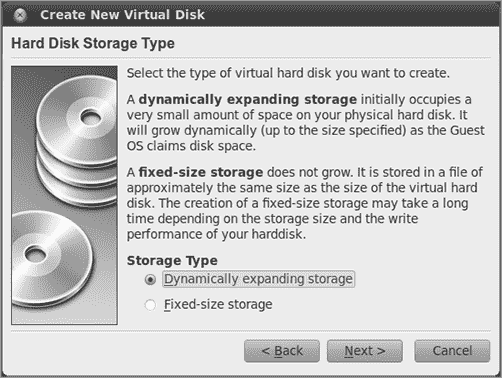 Create New Virtual Disk
Hard Disk Storage Type
Select the type of virtual hard disk you want to create.
A dynamically expanding storage initially occupies a
very small amount of space on your physical hard disk. It
will grow dynamically (up to the size specified) as the Guest
OS claims disk space.
A fixed-size storage does not grow. It is stored in a file of
approximately the same size as the size of the virtual hard
disk. The creation of a fixed-size storage may take a long
time depending on the storage size and the write
performance of your harddisk.
Storage Type
Dynamically expanding storage
Fixed-size storage
< Back
Next >
Cancel